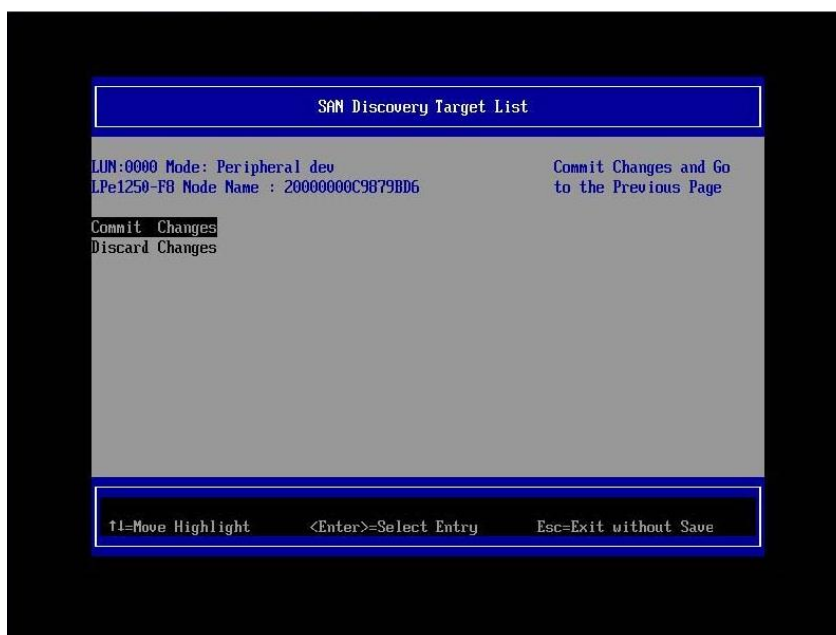 SAN Discovery Target List
LUN:0000 Mode: Peripheral dev
LPe1250-F8 Node Name : 20000000C9879BD6
Commit Changes and Go
to the Previous Page
Commit  Changes
Discard Changes
↑↓=Move Highlight <Enter>=Select Entry Esc=Exit without Save